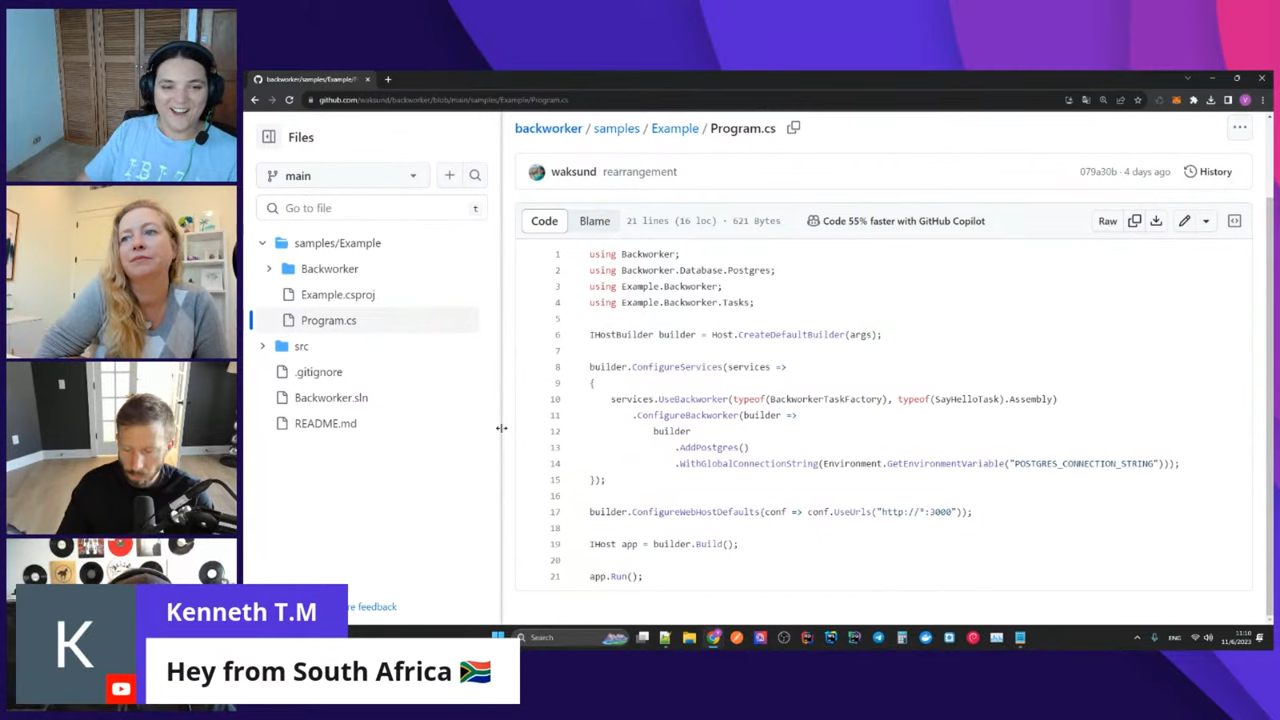 backworker/samples/Example/P
github.com/waksund/backworker/blob/main/samples/Example/Program.cs
V
Files
main
Go to file
t
samples/Example
Backworker
Example.csproj
Program.cs
src
.gitignore
Backworker.sln
README.md
re feedback
backworker / samples / Example / Program.cs
waksund rearrangement
079a30b · 4 days ago
History
Code
Blame
21 lines (16 loc) · 621 Bytes
Code 55% faster with GitHub Copilot
Raw
1 using Backworker;
2 using Backworker.Database.Postgres;
3 using Example.Backworker;
4 using Example.Backworker.Tasks;
5
6 IHostBuilder builder = Host.CreateDefaultBuilder(args);
7
8 builder.ConfigureServices(services =>
9 {
10 services.UseBackworker(typeof(BackworkerTaskFactory), typeof(SayHelloTask).Assembly)
11 .ConfigureBackworker(builder =>
12 builder
13 .AddPostgres()
14 .WithGlobalConnectionString(Environment.GetEnvironmentVariable("POSTGRES_CONNECTION_STRING")));
15 });
16
17 builder.ConfigureWebHostDefaults(conf => conf.UseUrls("http://*:3000"));
18
19 IHost app = builder.Build();
20
21 app.Run();
Search
ENG
11:18
11/6/2023
K
Kenneth T.M
Hey from South Africa 🇿🇦